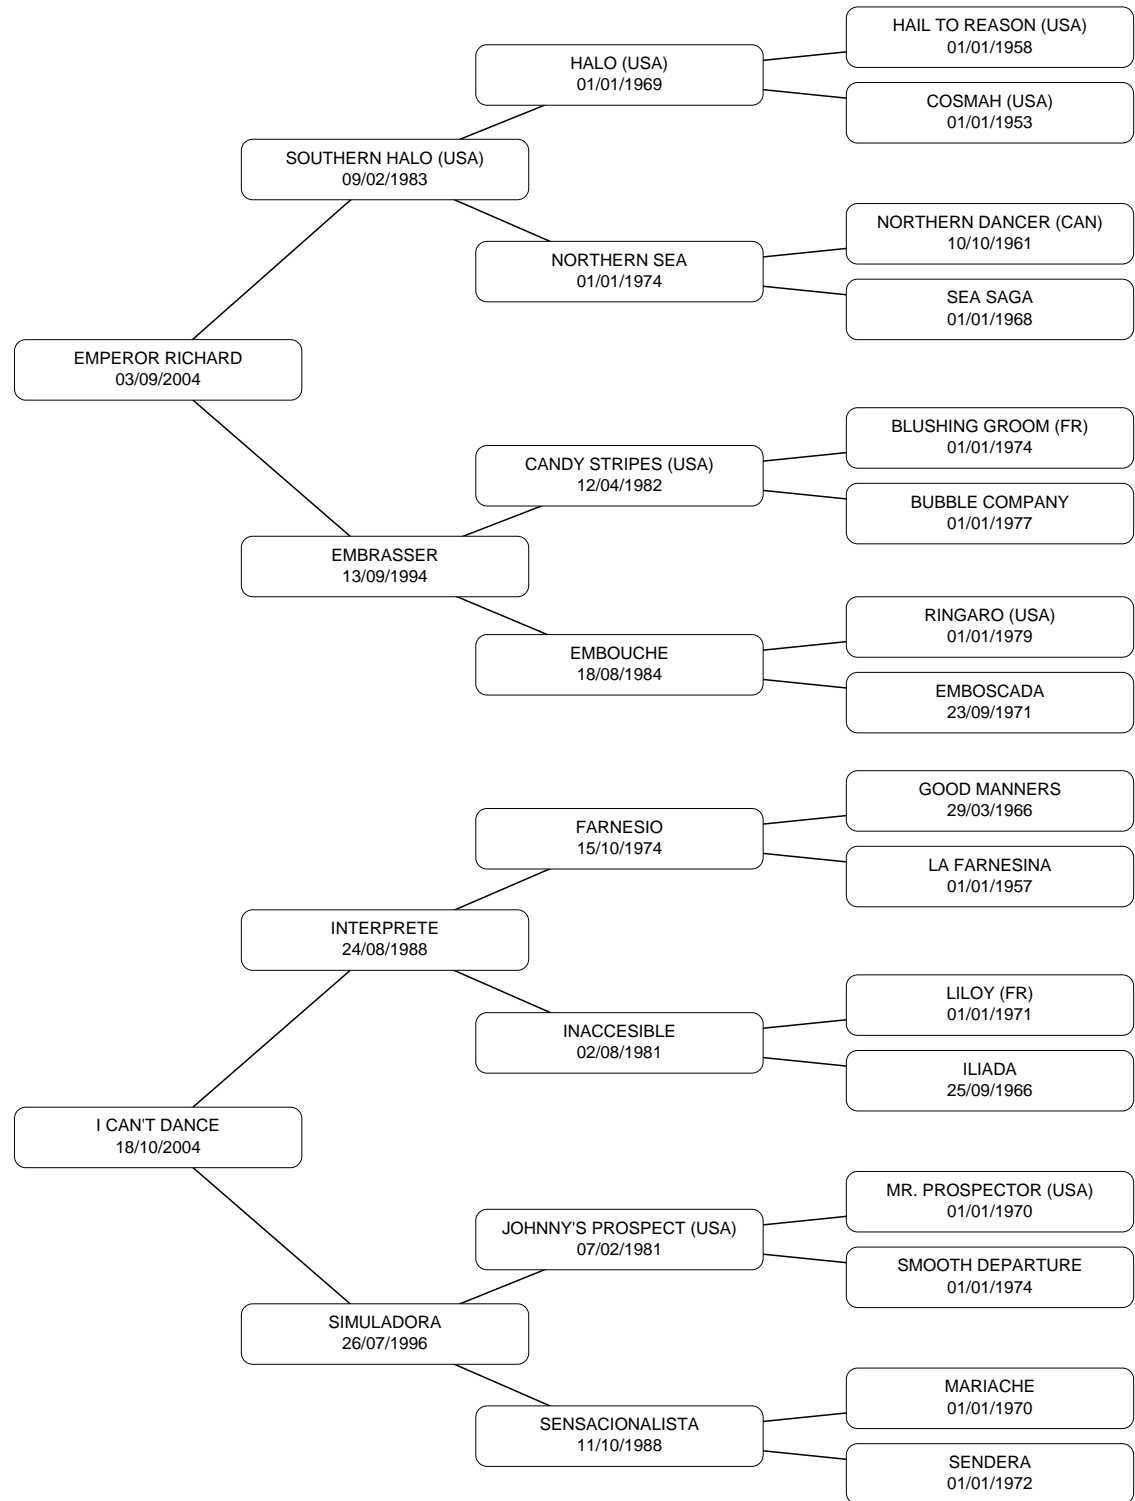 HAIL TO REASON (USA)
01/01/1958
HALO (USA)
01/01/1969
COSMAH (USA)
01/01/1953
SOUTHERN HALO (USA)
09/02/1983
NORTHERN DANCER (CAN)
10/10/1961
NORTHERN SEA
01/01/1974
SEA SAGA
01/01/1968
EMPEROR RICHARD
03/09/2004
BLUSHING GROOM (FR)
01/01/1974
CANDY STRIPES (USA)
12/04/1982
BUBBLE COMPANY
01/01/1977
EMBRASSER
13/09/1994
RINGARO (USA)
01/01/1979
EMBOUCHE
18/08/1984
EMBOSCADA
23/09/1971
GOOD MANNERS
29/03/1966
FARNESIO
15/10/1974
LA FARNESINA
01/01/1957
INTERPRETE
24/08/1988
LILOY (FR)
01/01/1971
INACCESIBLE
02/08/1981
ILIADA
25/09/1966
I CAN'T DANCE
18/10/2004
MR. PROSPECTOR (USA)
01/01/1970
JOHNNY'S PROSPECT (USA)
07/02/1981
SMOOTH DEPARTURE
01/01/1974
SIMULADORA
26/07/1996
MARIACHE
01/01/1970
SENSACIONALISTA
11/10/1988
SENDERA
01/01/1972